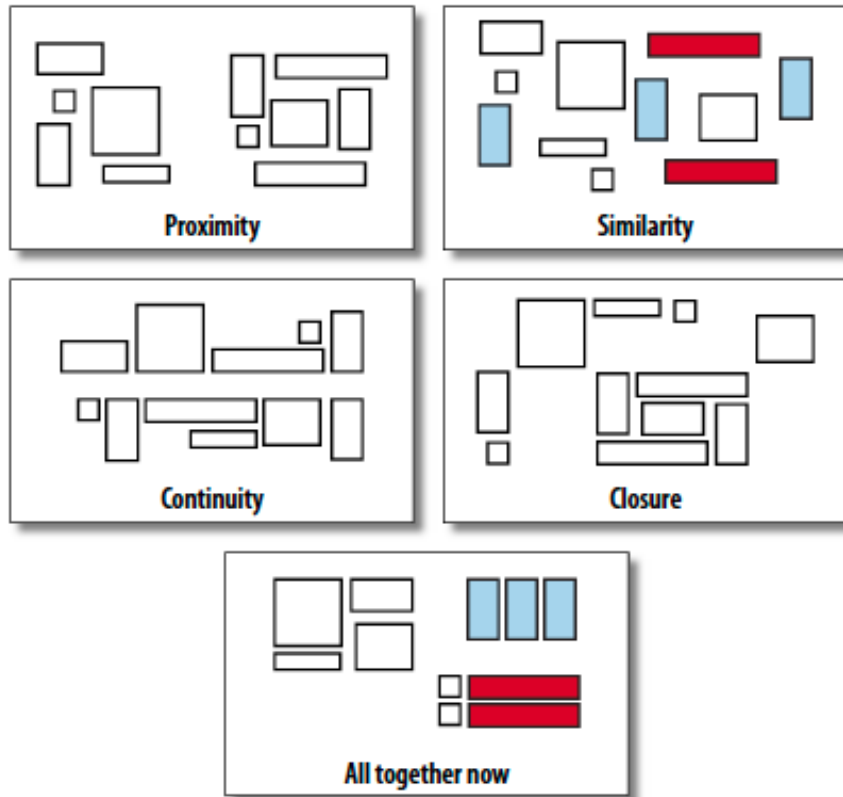 Proximity
Similarity
Continuity
Closure
All together now